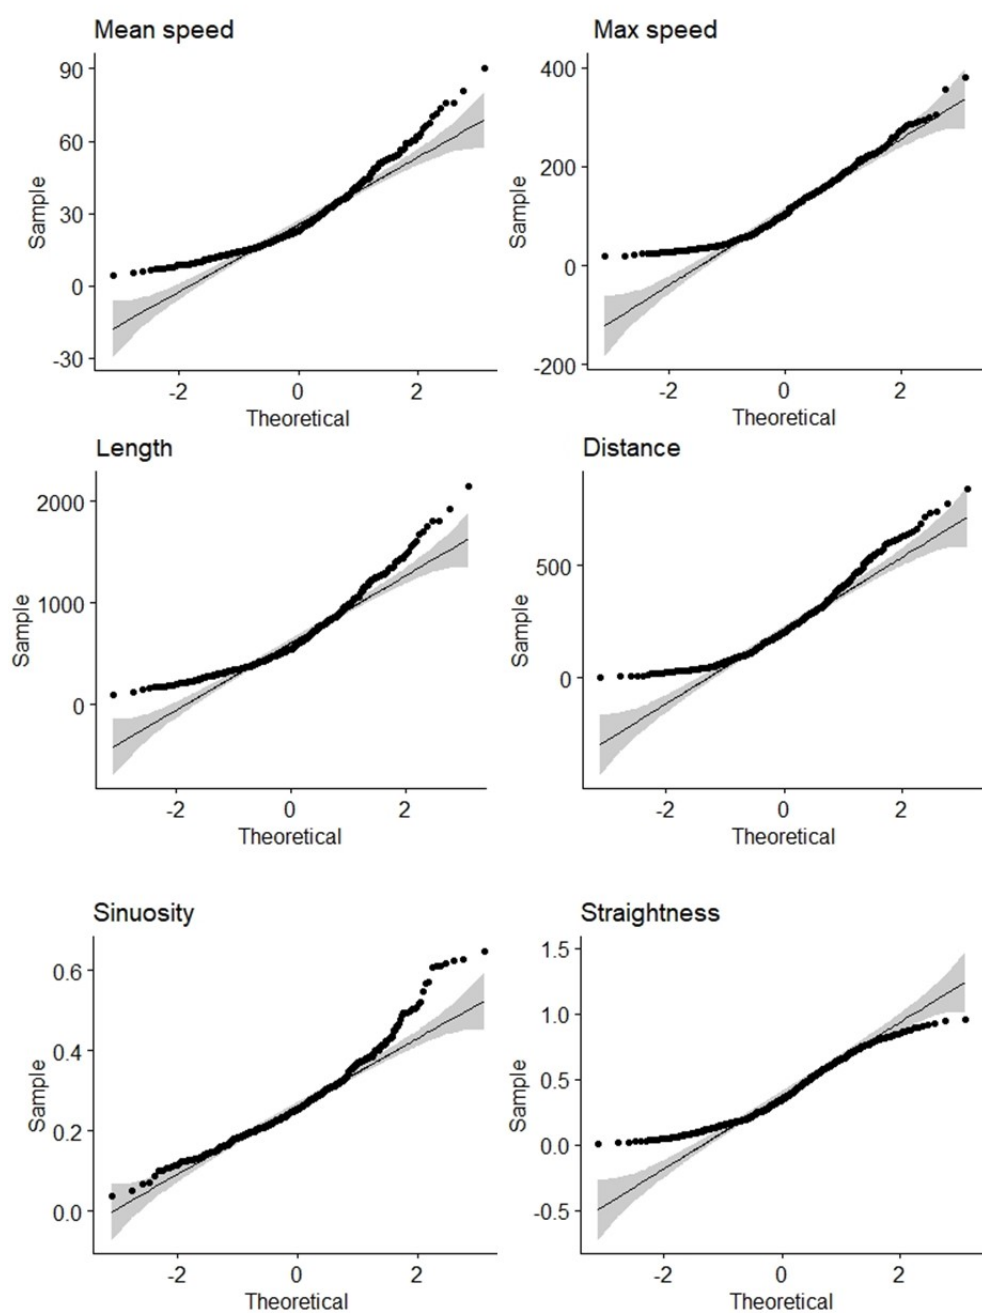 Mean speed
Max speed
90
60
30
0
-30
Sample
-2 0 2
Theoretical
400
200
0
-200
Sample
-2 0 2
Theoretical
Length
Distance
2000
1000
0
Sample
-2 0 2
Theoretical
500
0
Sample
-2 0 2
Theoretical
Sinuosity
Straightness
0.6
0.4
0.2
0.0
Sample
-2 0 2
Theoretical
1.5
1.0
0.5
0.0
-0.5
Sample
-2 0 2
Theoretical